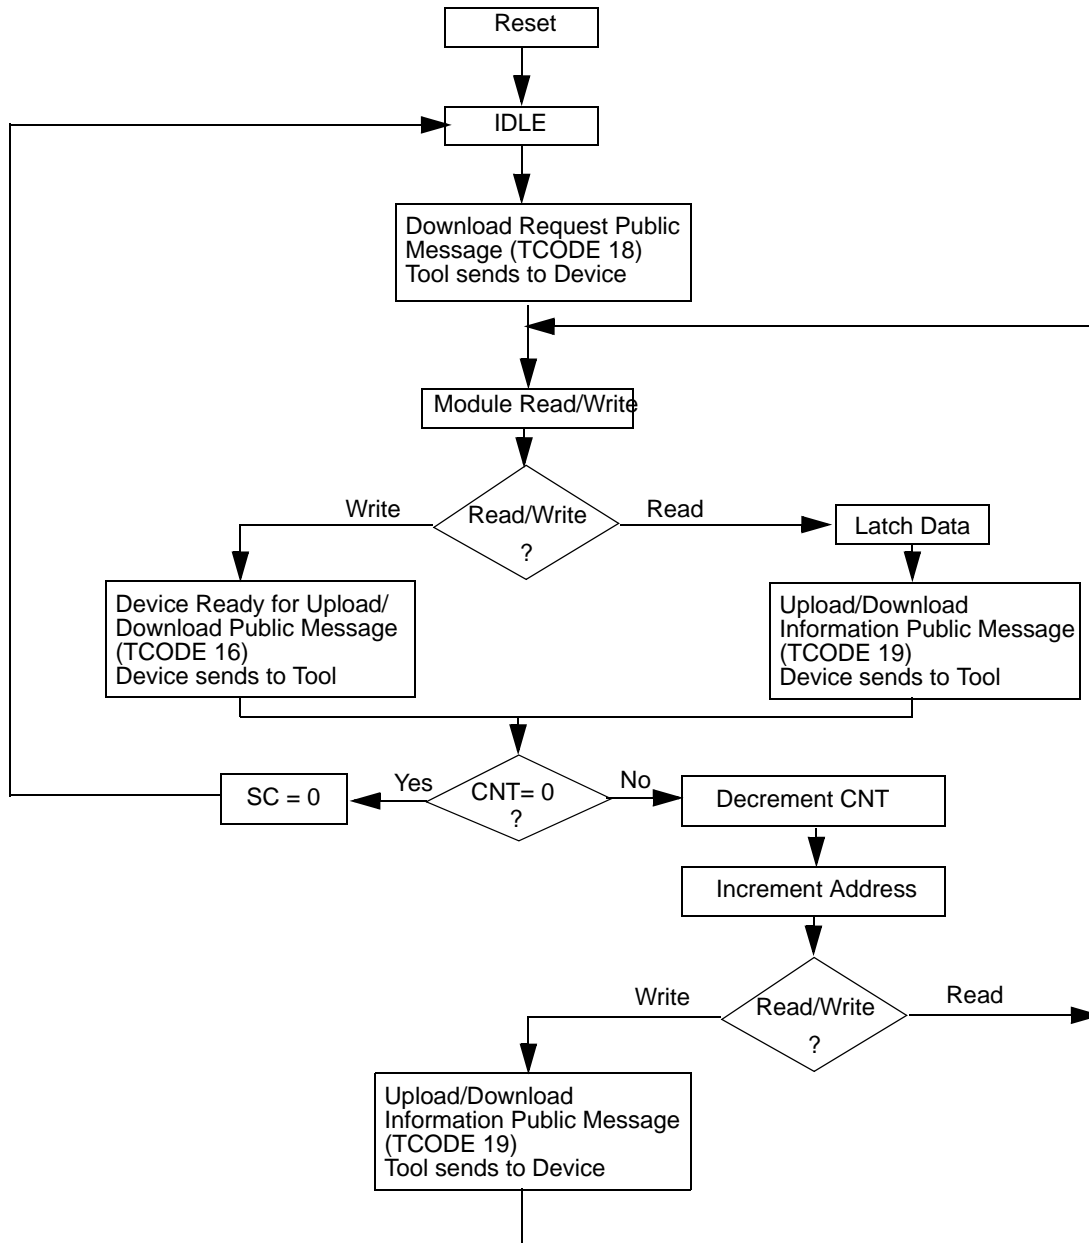 Reset
IDLE
Download Request Public
Message (TCODE 18)
Tool sends to Device
Module Read/Write
Write
Read/Write
?
Read
Latch Data
Device Ready for Upload/
Download Public Message
(TCODE 16)
Device sends to Tool
Upload/Download
Information Public Message
(TCODE 19)
Device sends to Tool
SC = 0
Yes
CNT= 0
?
No
Decrement CNT
Increment Address
Write
Read/Write
?
Read
Upload/Download
Information Public Message
(TCODE 19)
Tool sends to Device